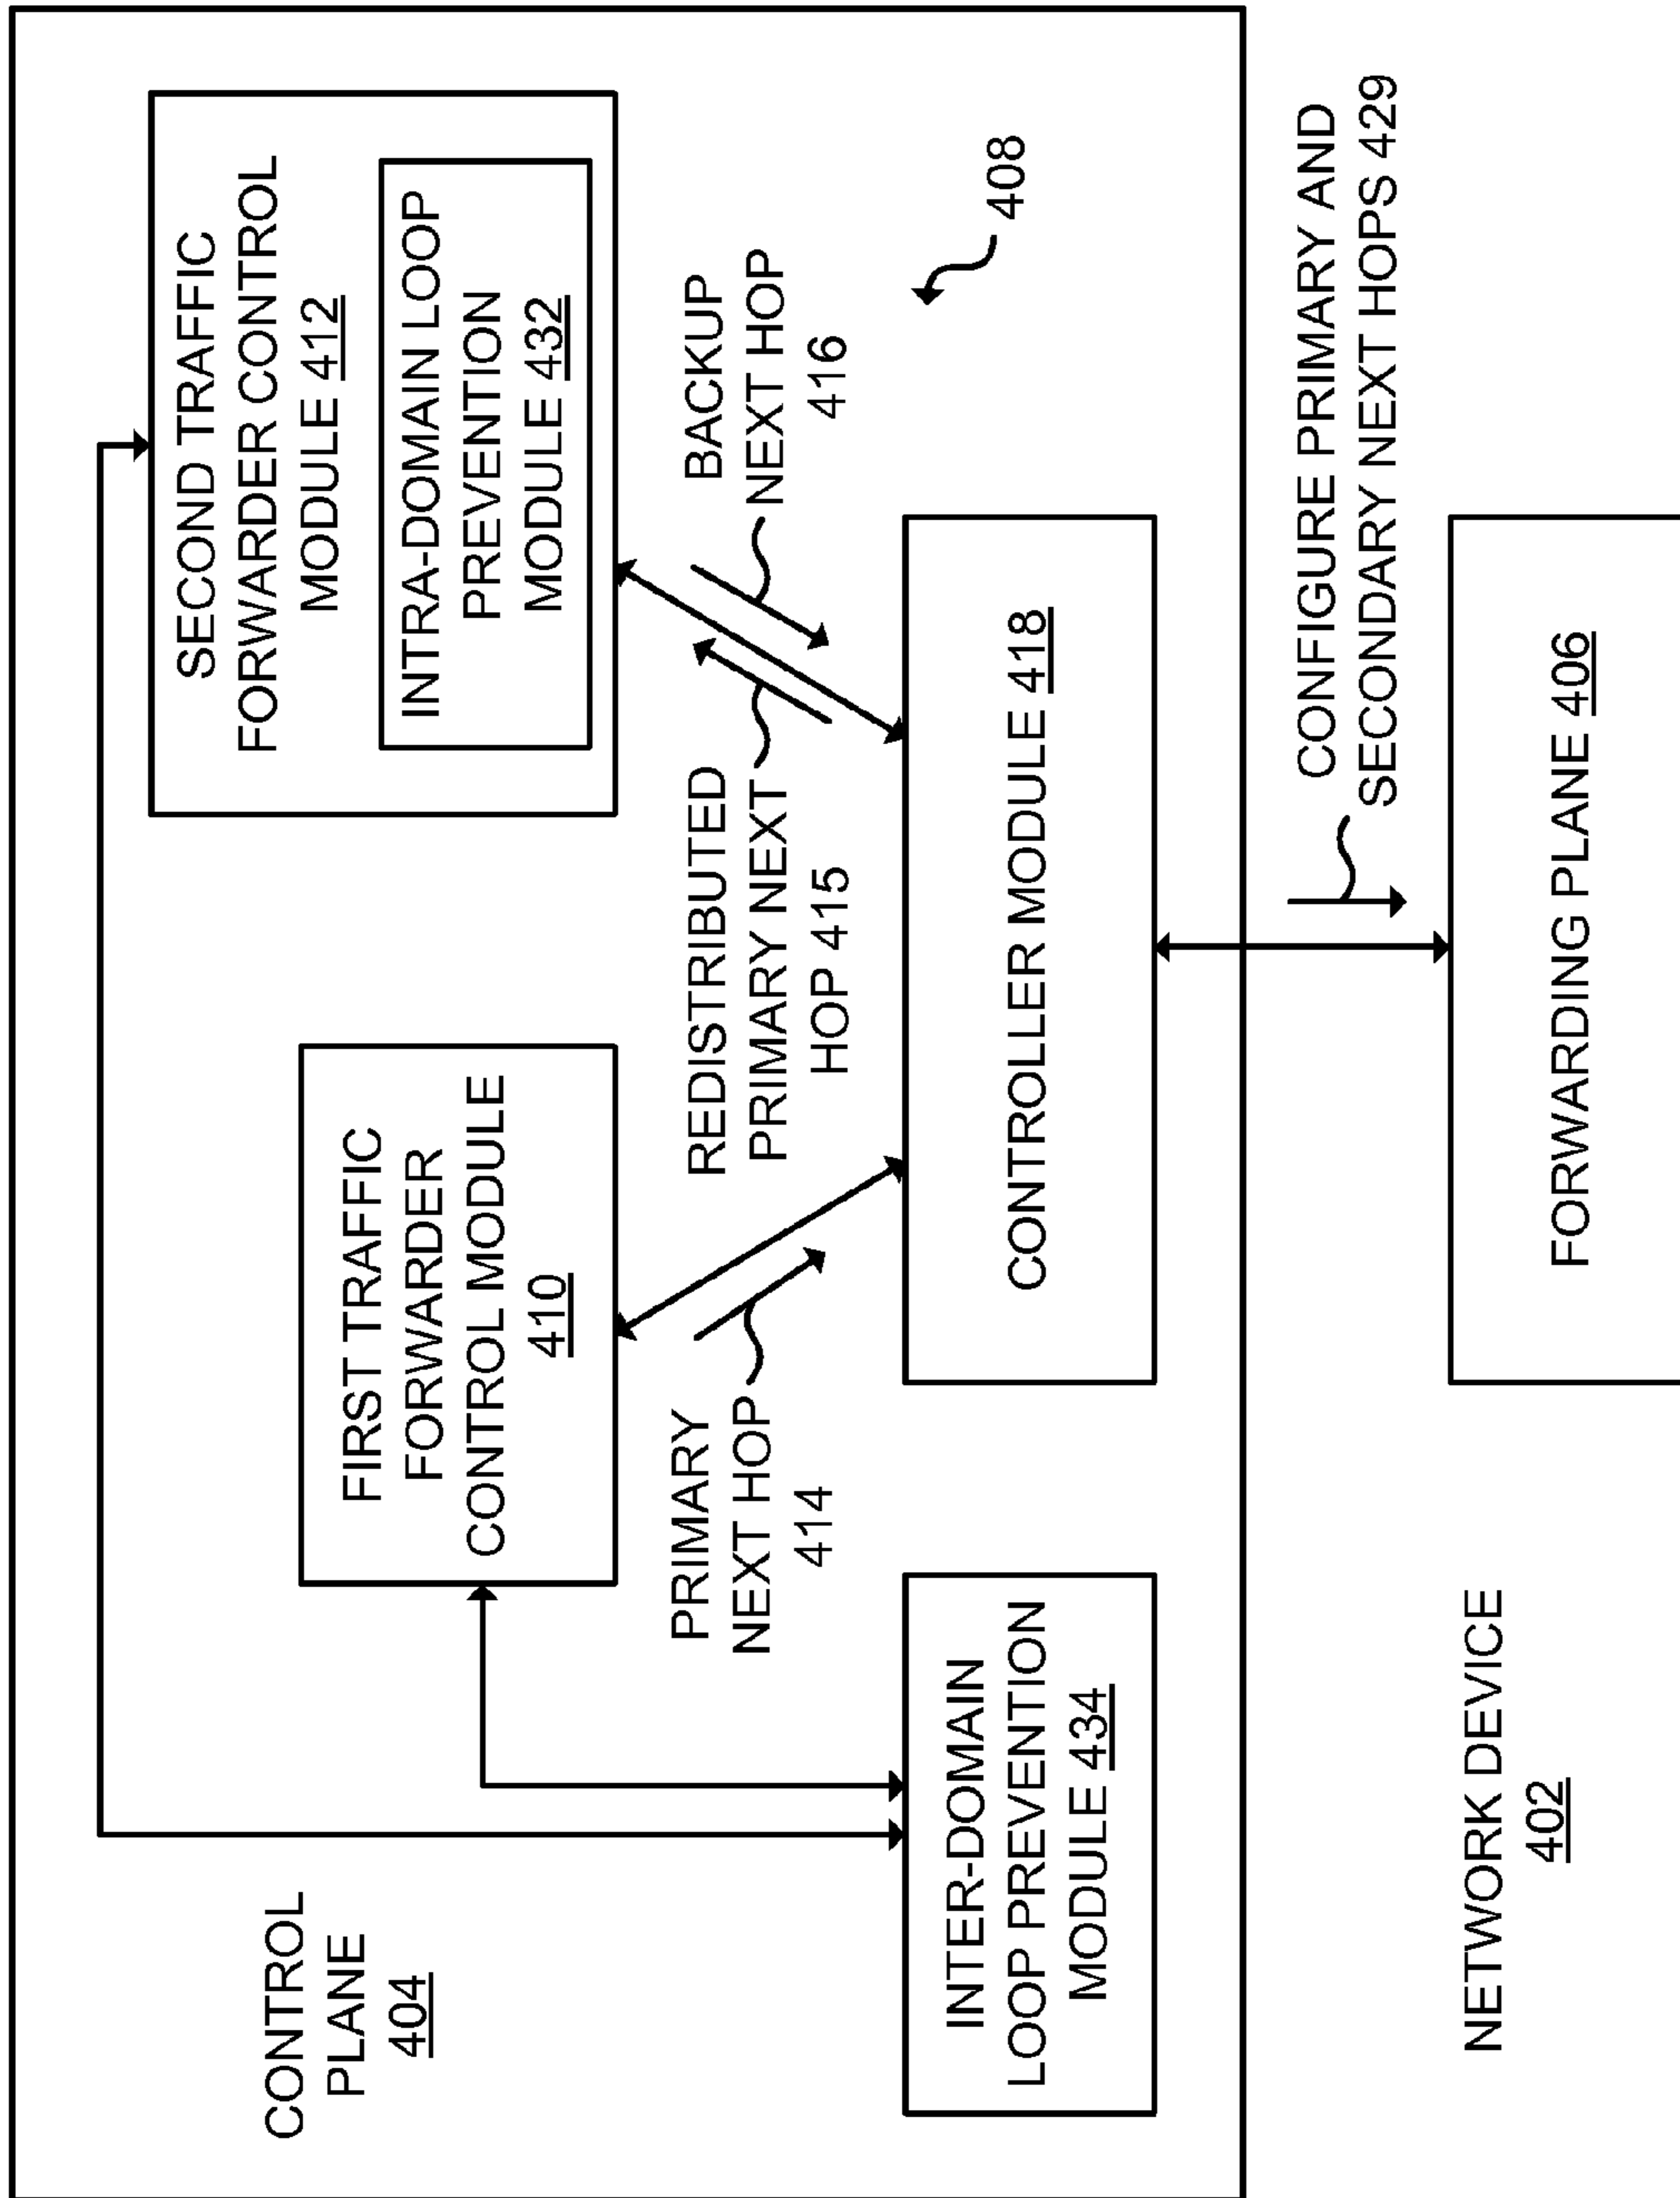 CONTROL
PLANE
404
SECOND TRAFFIC
FORWARDER CONTROL
MODULE 412
INTRA-DOMAIN LOOP
PREVENTION
MODULE 432
FIRST TRAFFIC
FORWARDER
CONTROL MODULE
410
PRIMARY
NEXT HOP
414
REDISTRIBUTED
PRIMARY NEXT
HOP 415
BACKUP
NEXT HOP
416
408
INTER-DOMAIN
LOOP PREVENTION
MODULE 434
CONTROLLER MODULE 418
CONFIGURE PRIMARY AND
SECONDARY NEXT HOPS 429
NETWORK DEVICE
402
FORWARDING PLANE 406